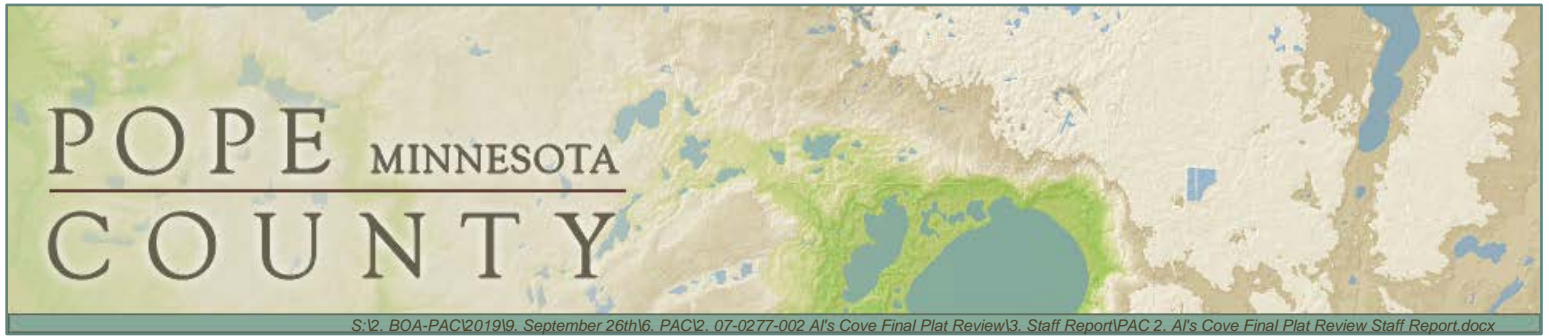 POPE MINNESOTA
COUNTY
S:\2. BOA-PAC\2019\9. September 26th\6. PAC\2. 07-0277-002 Al's Cove Final Plat Review\3. Staff Report\PAC 2. Al's Cove Final Plat Review Staff Report.docx